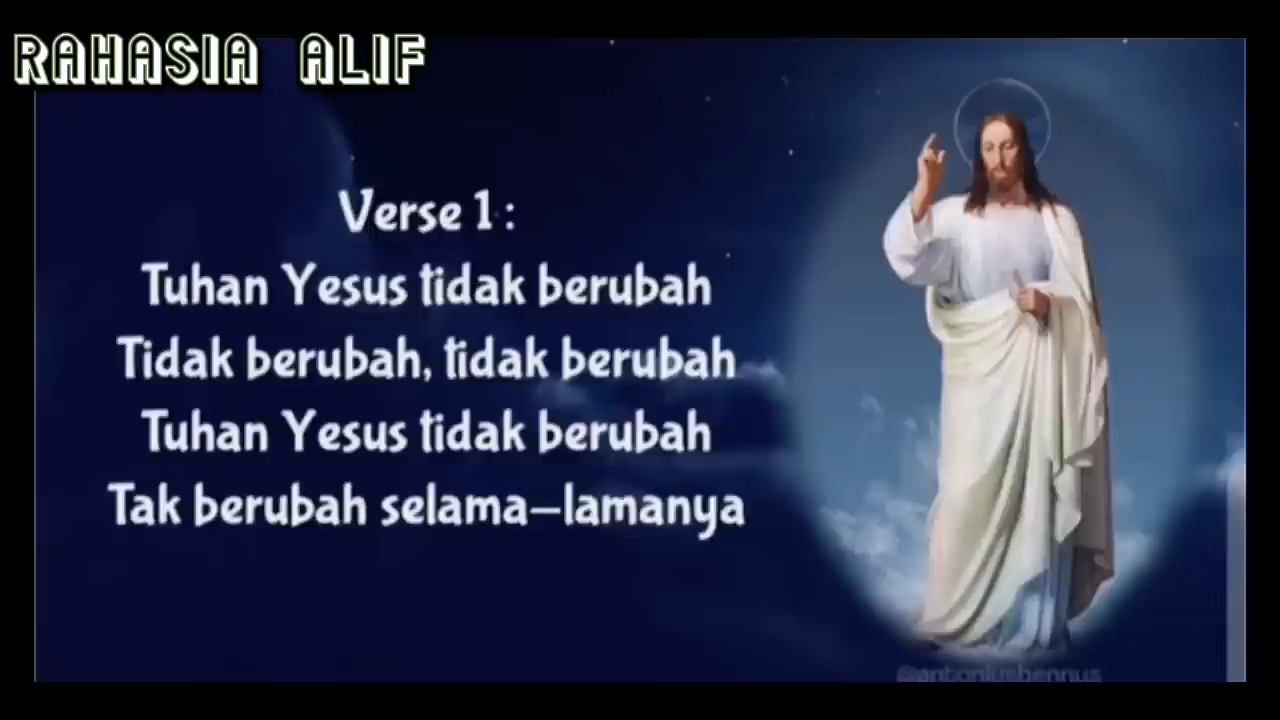 RAHASIA ALIF
Verse 1 :
Tuhan Yesus tidak berubah
Tidak berubah, tidak berubah
Tuhan Yesus tidak berubah
Tak berubah selama-lamanya
@antoniusbennus